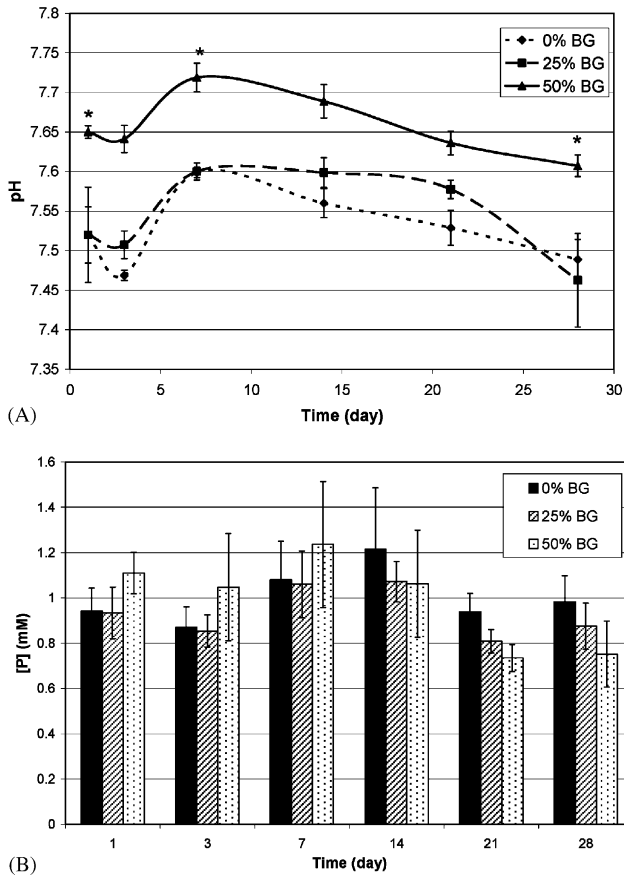 7.8
7.75
7.7
7.65
7.6
7.55
7.5
7.45
7.4
7.35
pH
*
*
*
0% BG
25% BG
50% BG
0 5 10 15 20 25 30
Time (day)
(A)
1.6
1.4
1.2
1
0.8
0.6
0.4
0.2
0
[P] (mM)
0% BG
25% BG
50% BG
1 3 7 14 21 28
Time (day)
(B)